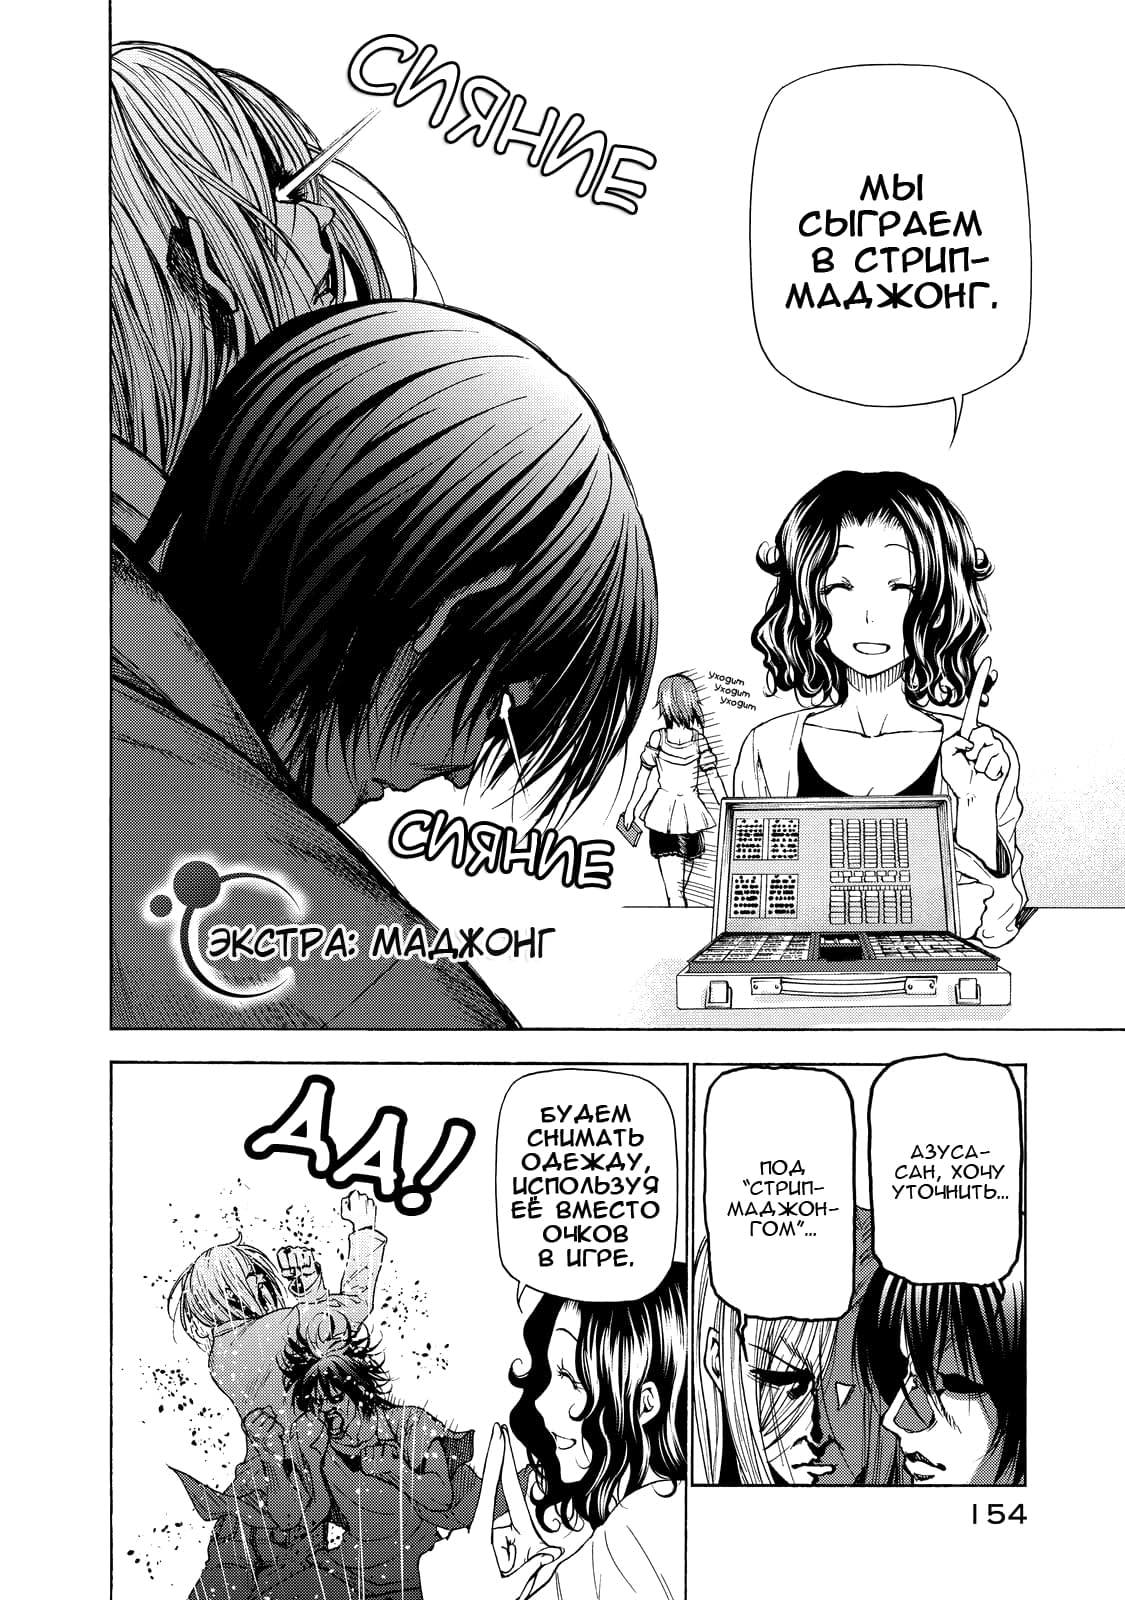 МЫ
СЫГРАЕМ
В СТРИП-
МАДЖОНГ.
СИЯНИЕ
Уходит
Уходит
Уходит
СИЯНИЕ
ЭКСТРА: МАДЖОНГ
АЗУСА-
САН, ХОЧУ
УТОЧНИТЬ...
ПОД
"СТРИП-
МАДЖОН-
ГОМ"...
БУДЕМ
СНИМАТЬ
ОДЕЖДУ,
ИСПОЛЬЗУЯ
ЕЁ ВМЕСТО
ОЧКОВ
В ИГРЕ.
ДА!
154